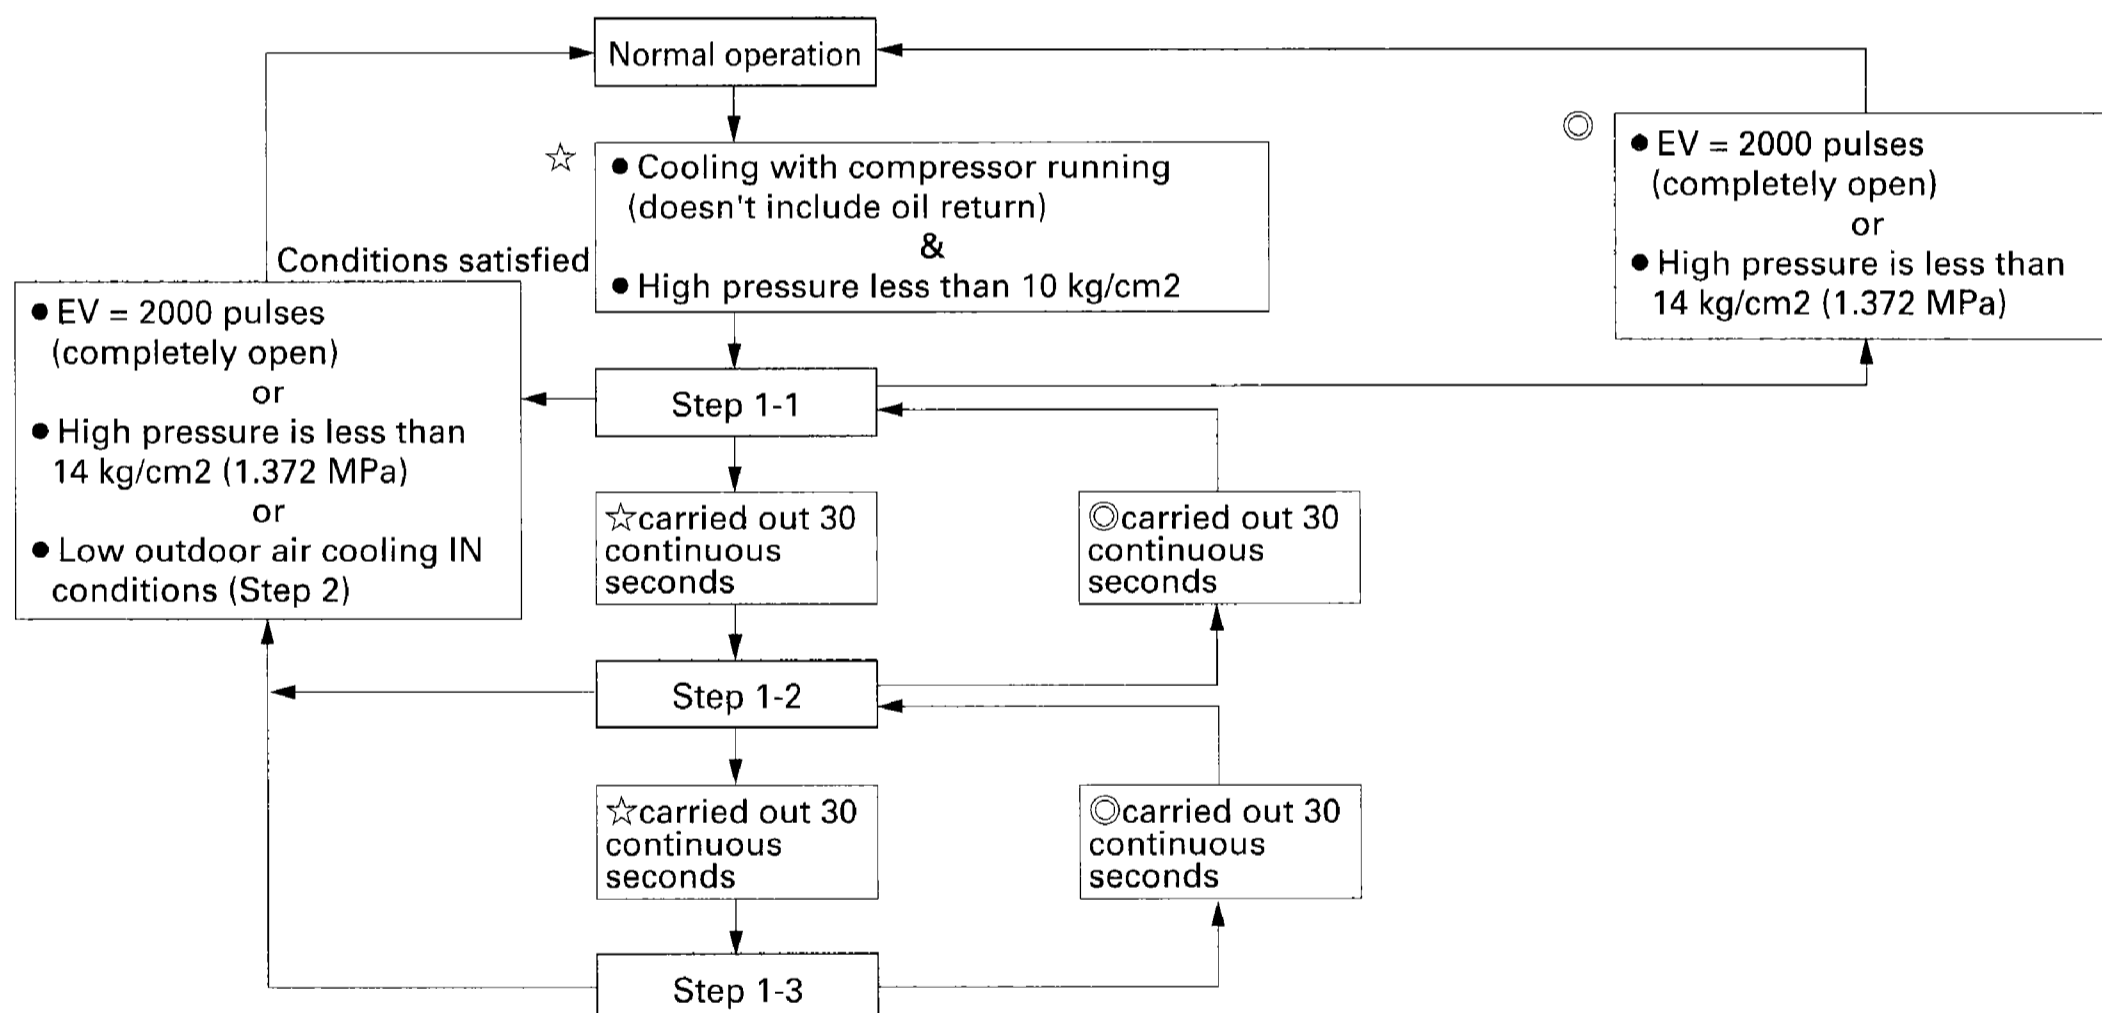 Normal operation
☆
● Cooling with compressor running
(doesn't include oil return)
&
● High pressure less than 10 kg/cm2
◎
● EV = 2000 pulses
(completely open)
or
● High pressure is less than
14 kg/cm2 (1.372 MPa)
Conditions satisfied
● EV = 2000 pulses
(completely open)
or
● High pressure is less than
14 kg/cm2 (1.372 MPa)
or
● Low outdoor air cooling IN
conditions (Step 2)
Step 1-1
☆carried out 30
continuous
seconds
◎carried out 30
continuous
seconds
Step 1-2
☆carried out 30
continuous
seconds
◎carried out 30
continuous
seconds
Step 1-3